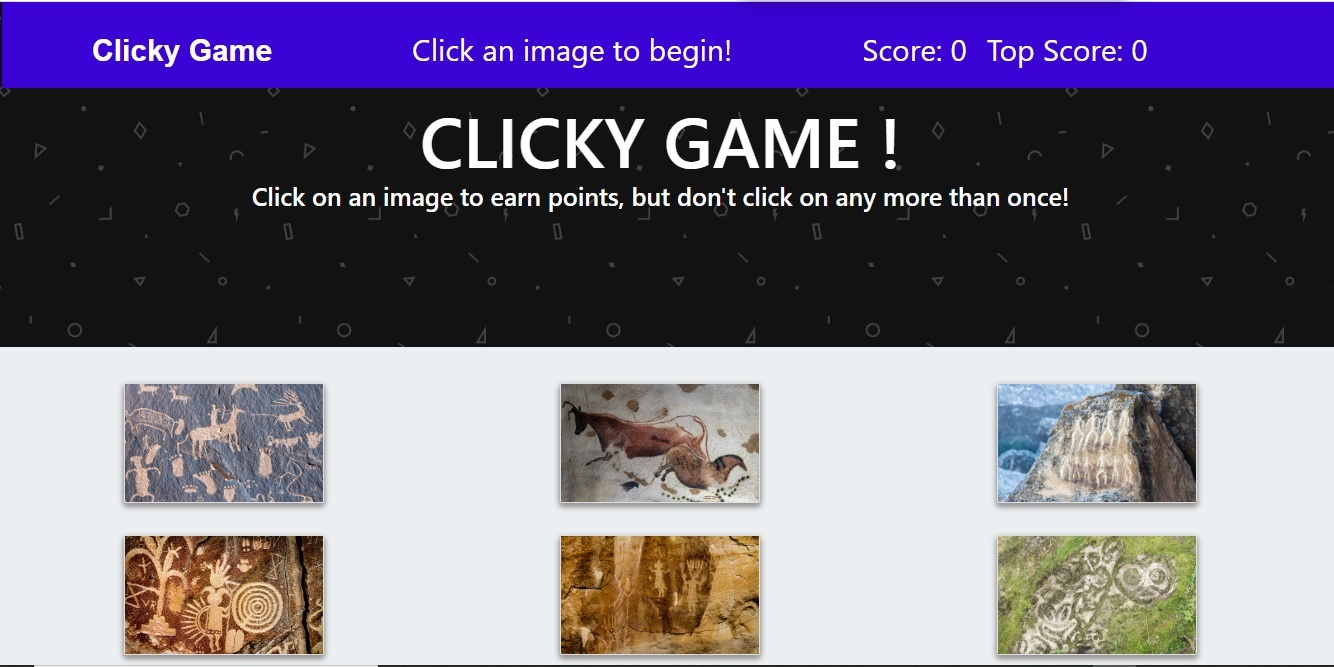 Clicky Game
Click an image to begin!
Score: 0 Top Score: 0
CLICKY GAME !
Click on an image to earn points, but don't click on any more than once!